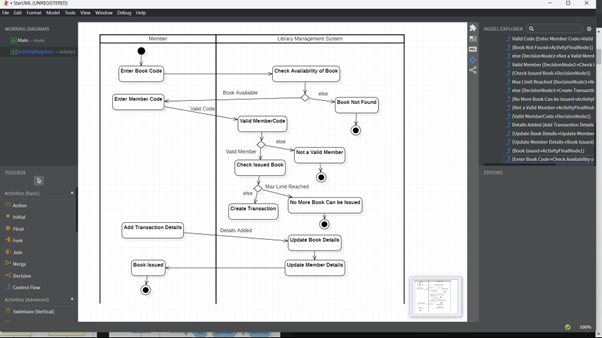 StarUML (UNREGISTERED)
File Edit Format Model Tools View Window Debug Help
WORKING DIAGRAMS
Main
ActivityDiagram1
TOOLBOX
Activities (Basic)
Action
Initial
Final
Fork
Join
Merge
Decision
Control Flow
Activities (Advanced)
Swimlane (Vertical)
Member
Library Management System
Enter Book Code
Check Availability of Book
Book Available
else
Enter Member Code
Book Not Found
Valid Code
Valid MemberCode
else
Valid Member
Not a Valid Member
Check Issued Book
Max Limit Reached
else
No More Book Can be Issued
Create Transaction
Add Transaction Details
Details Added
Update Book Details
Book Issued
Update Member Details
MODEL EXPLORER
Search
Valid Code (Enter Member Code→Valid
(Book Not Found→ActivityFinalNode1)
else (DecisionNode2→Not a Valid Mem
Valid Member (DecisionNode2→Check I
(Check Issued Book→DecisionNode3)
Max Limit Reached (DecisionNode3→N
else (DecisionNode3→Create Transactio
(No More Book Can be Issued→Activit
(Not a Valid Member→ActivityFinalNod
(Valid MemberCode→DecisionNode2)
Details Added (Add Transaction Details
(Update Book Details→Update Member
(Update Member Details→Book Issued)
(Book Issued→ActivityFinalNode4)
(Enter Book Code→Check Availability o
EDITORS
100%